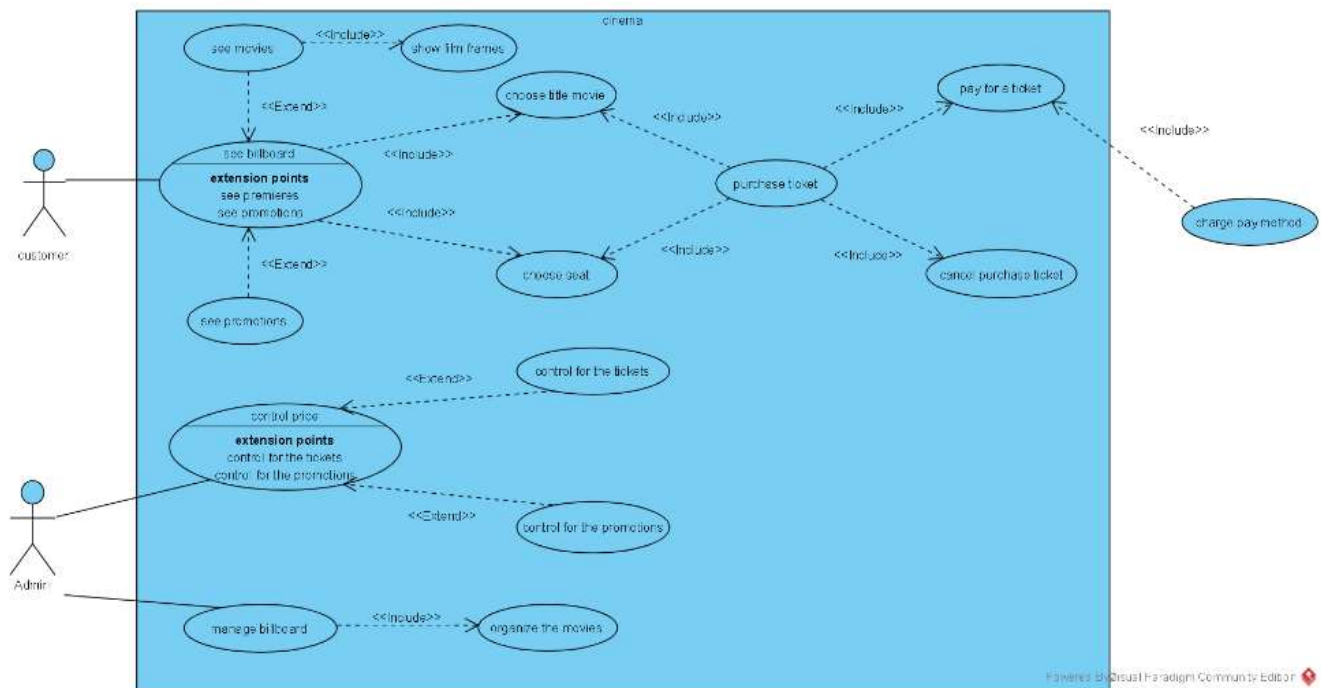 cinema
see movies
<<Include>>
show film frames
<<Extend>>
choose title movie
<<Include>>
see billboard
extension points
see premieres
see promotions
<<Include>>
choose seat
<<Extend>>
see promotions
customer
<<Include>>
purchase ticket
<<Include>>
<<Include>>
pay for a ticket
<<Include>>
cancel purchase ticket
<<Include>>
charge pay method
control price
extension points
control for the tickets
control for the promotions
<<Extend>>
control for the tickets
<<Extend>>
control for the promotions
Admin
manage billboard
<<Include>>
organize the movies
Powered By Visual Paradigm Community Edition